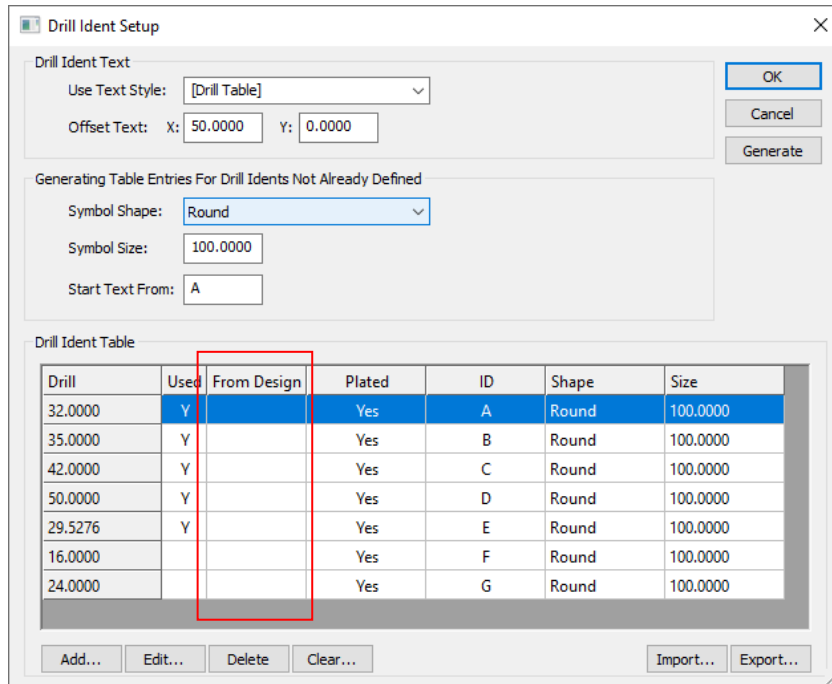 Drill Ident Setup
Drill Ident Text
Use Text Style: [Drill Table]
Offset Text: X: 50.0000 Y: 0.0000
OK
Cancel
Generate
Generating Table Entries For Drill Idents Not Already Defined
Symbol Shape: Round
Symbol Size: 100.0000
Start Text From: A
Drill Ident Table
Drill Used From Design Plated ID Shape Size
32.0000 Y Yes A Round 100.0000
35.0000 Y Yes B Round 100.0000
42.0000 Y Yes C Round 100.0000
50.0000 Y Yes D Round 100.0000
29.5276 Y Yes E Round 100.0000
16.0000 Yes F Round 100.0000
24.0000 Yes G Round 100.0000
Add... Edit... Delete Clear... Import... Export...